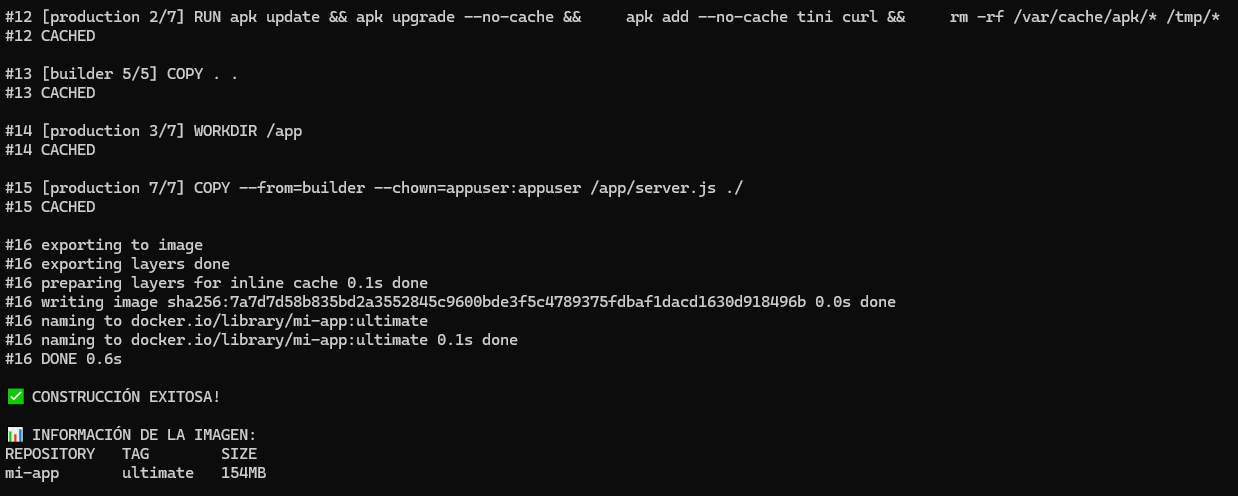 #12 [production 2/7] RUN apk update && apk upgrade --no-cache &&     apk add --no-cache tini curl &&     rm -rf /var/cache/apk/* /tmp/*
#12 CACHED
#13 [builder 5/5] COPY . .
#13 CACHED
#14 [production 3/7] WORKDIR /app
#14 CACHED
#15 [production 7/7] COPY --from=builder --chown=appuser:appuser /app/server.js ./
#15 CACHED
#16 exporting to image
#16 exporting layers done
#16 preparing layers for inline cache 0.1s done
#16 writing image sha256:7a7d7d58b835bd2a3552845c9600bde3f5c4789375fdbaf1dacd1630d918496b 0.0s done
#16 naming to docker.io/library/mi-app:ultimate
#16 naming to docker.io/library/mi-app:ultimate 0.1s done
#16 DONE 0.6s
✅ CONSTRUCCIÓN EXITOSA!
📊 INFORMACIÓN DE LA IMAGEN:
REPOSITORY   TAG        SIZE
mi-app       ultimate   154MB